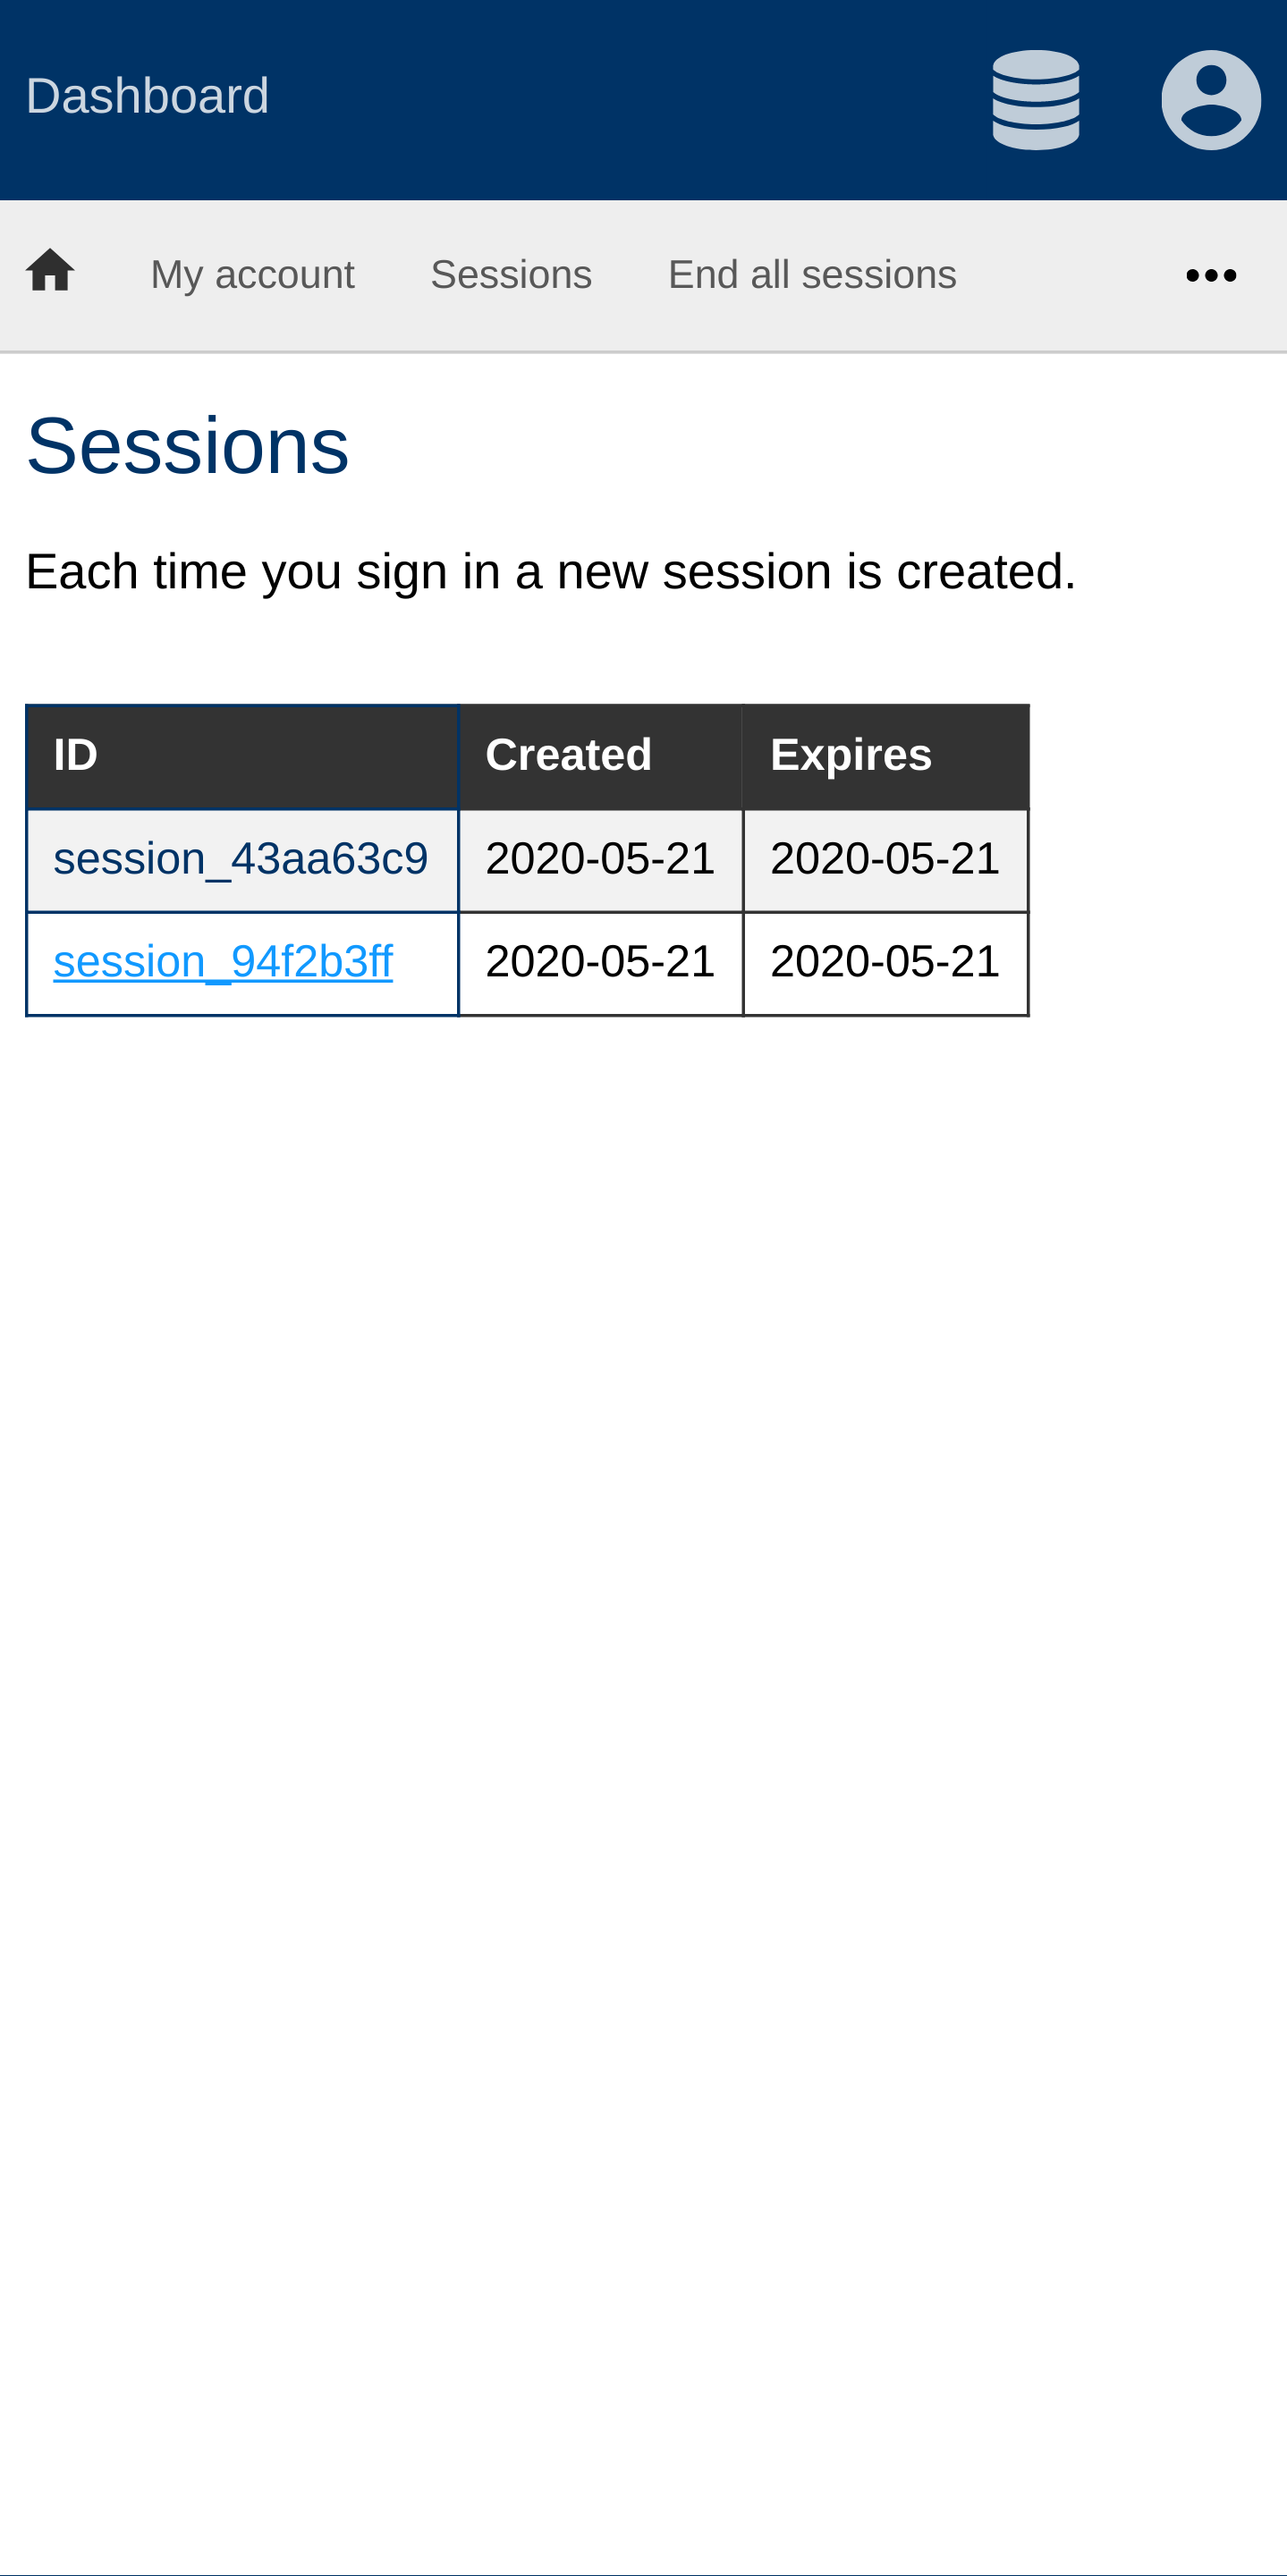 Dashboard
My account Sessions End all sessions
Sessions
Each time you sign in a new session is created.
ID Created Expires
session_43aa63c9 2020-05-21 2020-05-21
session_94f2b3ff 2020-05-21 2020-05-21